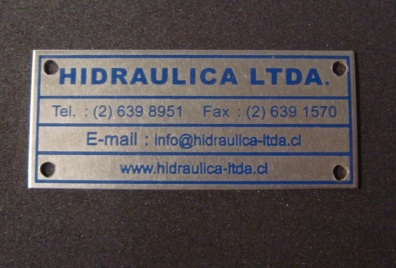 HIDRAULICA LTDA.
Tel. : (2) 639 8951 Fax : (2) 639 1570
E-mail : info@hidraulica-ltda.cl
www.hidraulica-ltda.cl